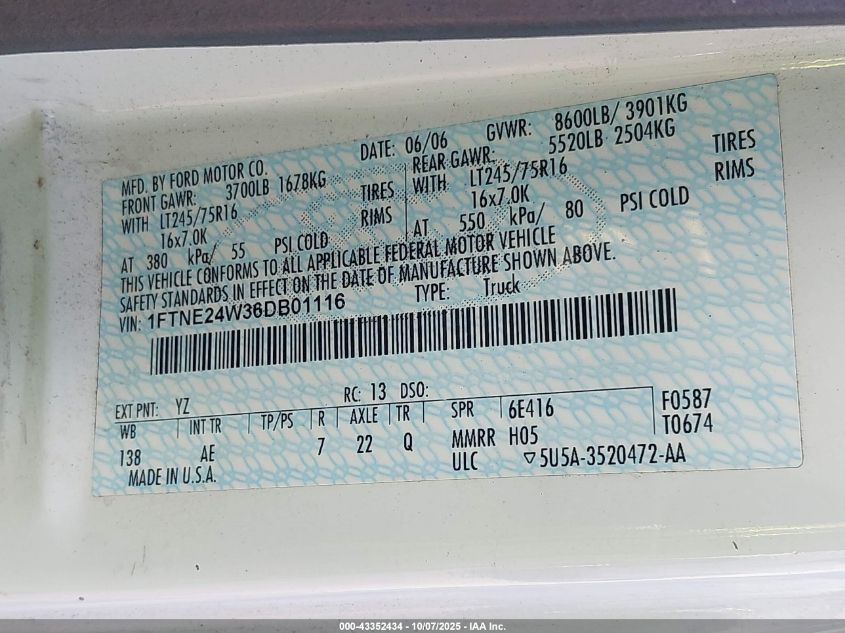 MFD. BY FORD MOTOR CO.
DATE: 06/06 GVWR: 8600LB/ 3901KG
FRONT GAWR: 3700LB 1678KG
REAR GAWR: 5520LB 2504KG
WITH LT245/75R16 TIRES
WITH LT245/75R16 TIRES
16x7.0K RIMS
16x7.0K RIMS
AT 380 kPa/ 55 PSI COLD
AT 550 kPa/ 80 PSI COLD
THIS VEHICLE CONFORMS TO ALL APPLICABLE FEDERAL MOTOR VEHICLE
SAFETY STANDARDS IN EFFECT ON THE DATE OF MANUFACTURE SHOWN ABOVE.
VIN: 1FTNE24W36DB01116 TYPE: Truck
EXT PNT: YZ RC: 13 DSO:
WB INT TR TP/PS R AXLE TR SPR 6E416 F0587
138 AE 7 22 Q MMRR H05 T0674
MADE IN U.S.A. ULC ▽5U5A-3520472-AA
000-43352434 - 10/07/2025 - IAA Inc.